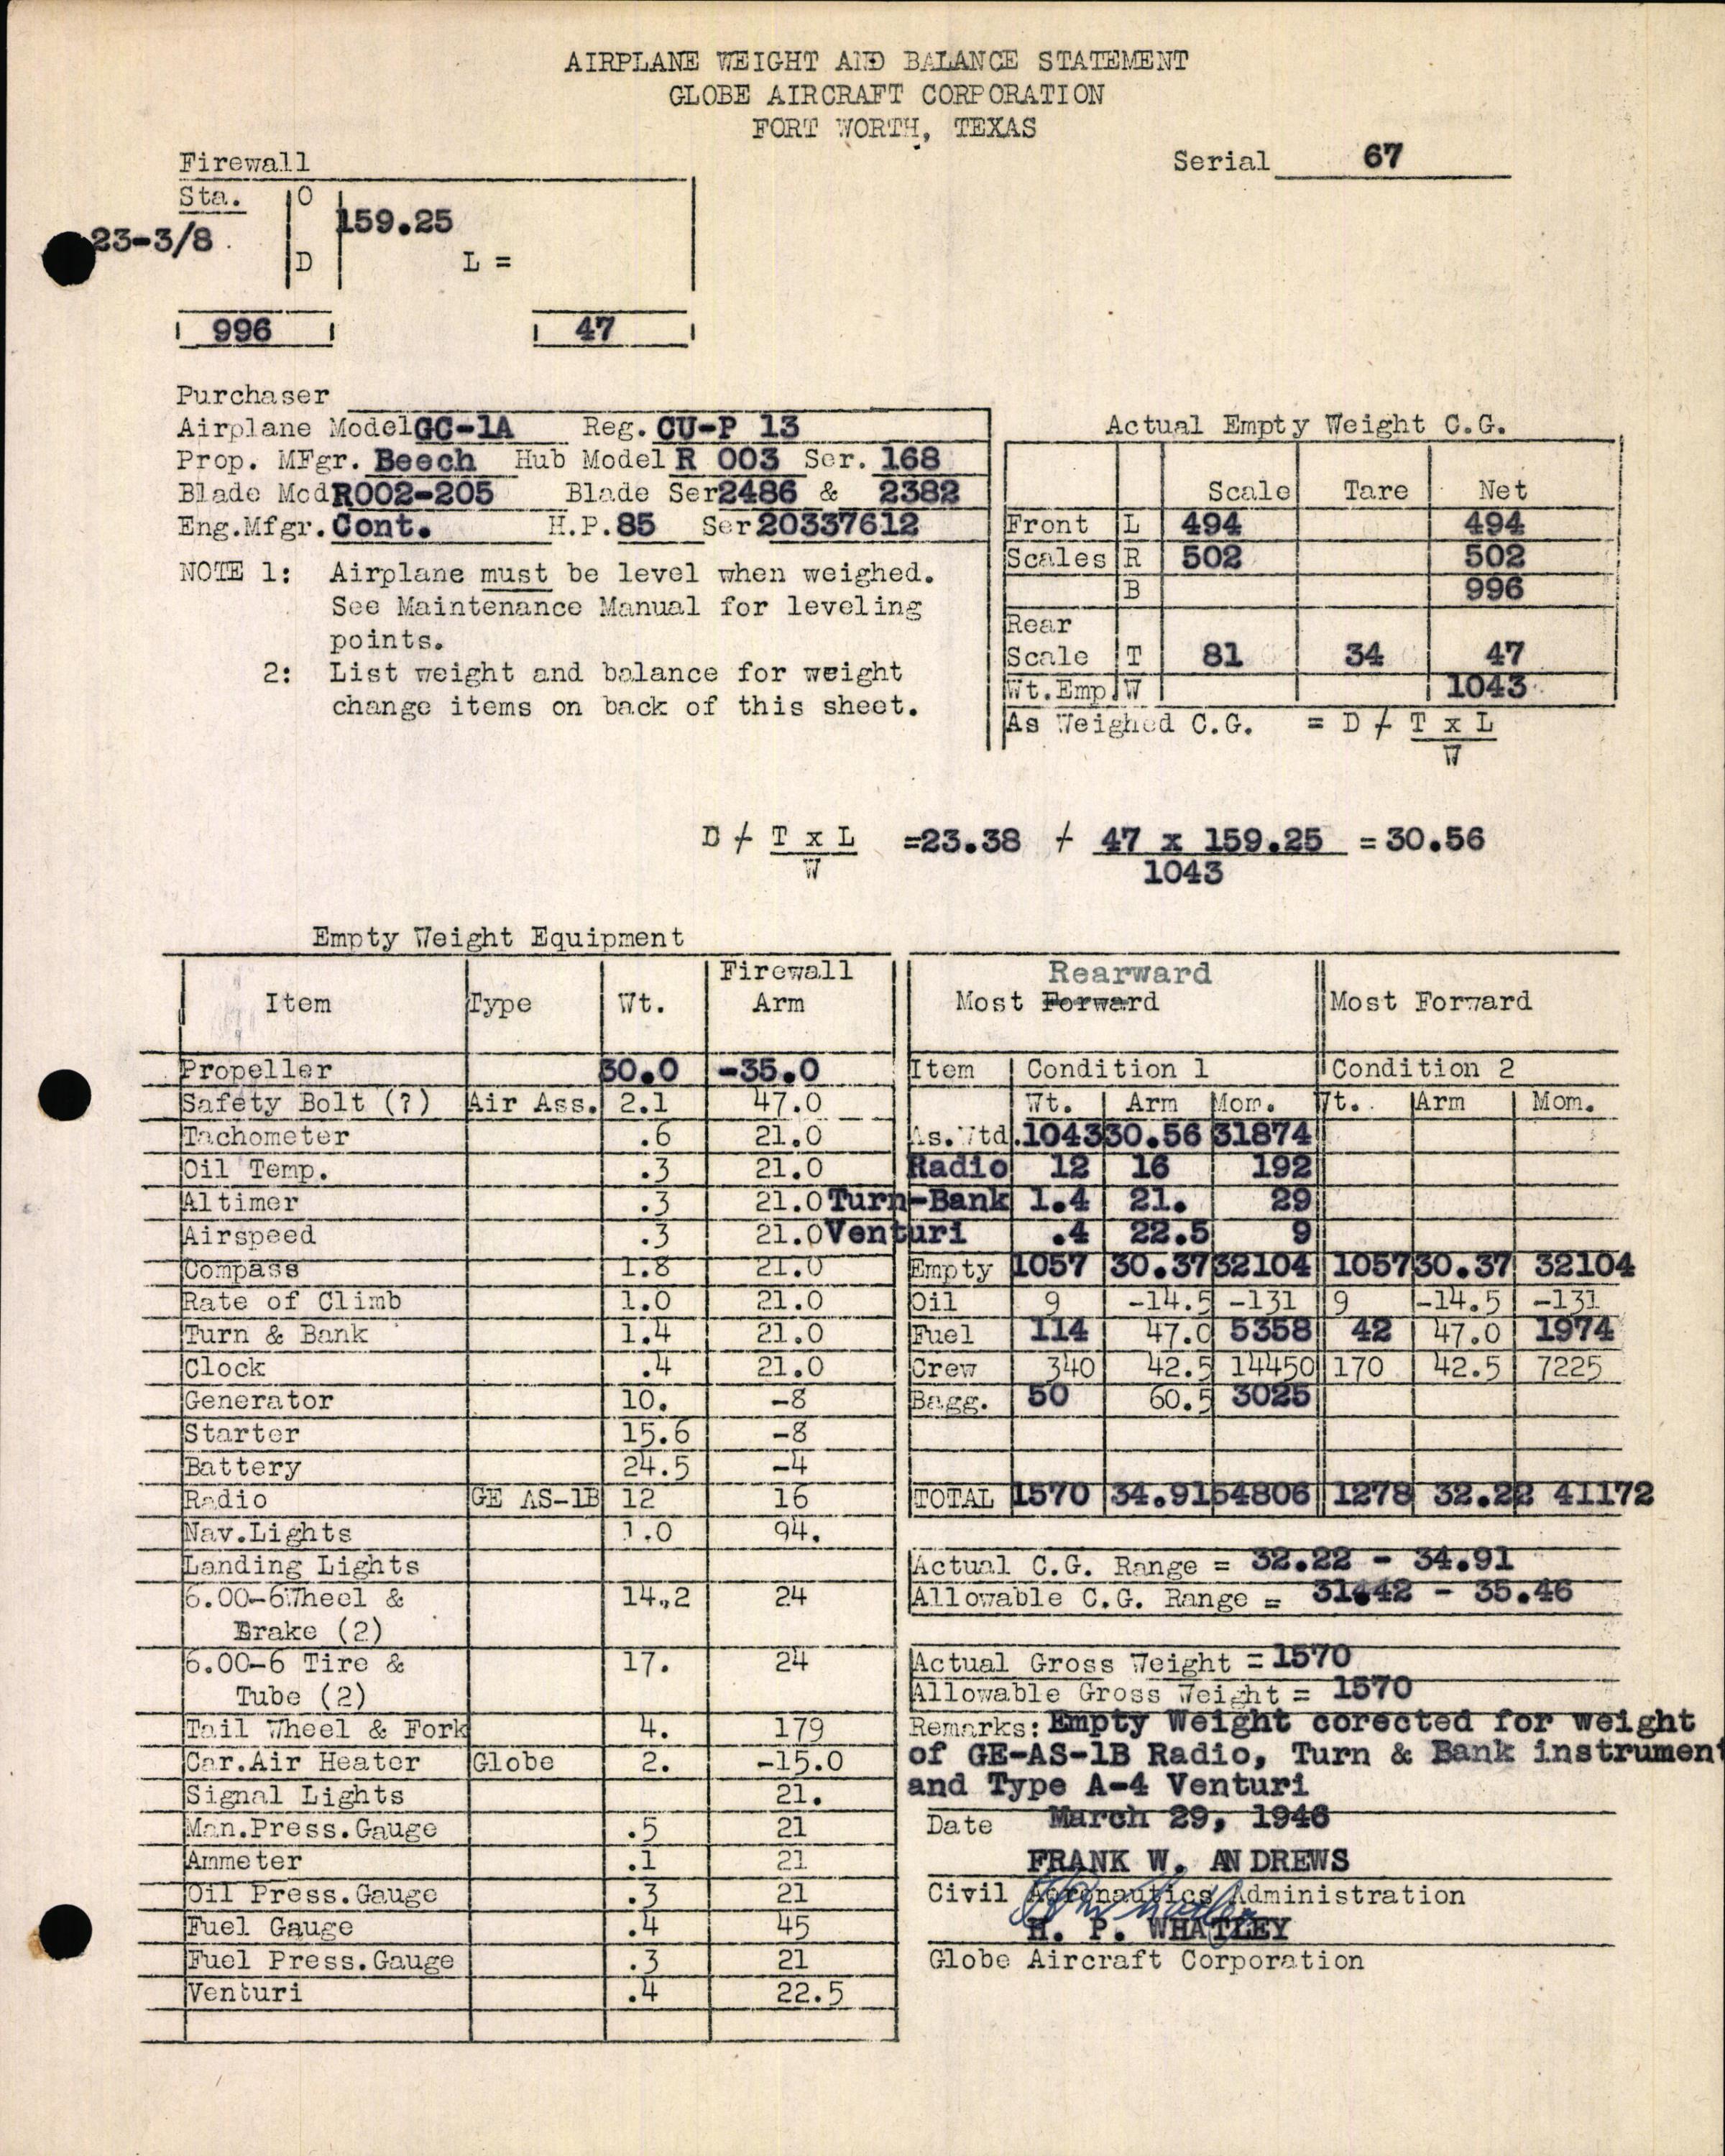 AIRPLANE WEIGHT AND BALANCE STATEMENT
GLOBE AIRCRAFT CORPORATION
FORT WORTH, TEXAS
Serial 67
Firewall
Sta. O 159.25
23-3/8 D L =
996 47
Purchaser
Airplane Model GC-1A Reg. CU-P 13
Prop. MFgr. Beech Hub Model R 003 Ser. 168
Blade Mod R002-205 Blade Ser 2486 & 2382
Eng.Mfgr. Cont. H.P. 85 Ser 20337612
NOTE 1: Airplane must be level when weighed.
See Maintenance Manual for leveling
points.
2: List weight and balance for weight
change items on back of this sheet.
Actual Empty Weight C.G.
Scale Tare Net
Front L 494 494
Scales R 502 502
B 996
Rear
Scale T 81 34 47
Wt.Emp. W 1043
As Weighed C.G. = D / T x L
W
D / T x L = 23.38 / 47 x 159.25 = 30.56
W 1043
Empty Weight Equipment
Item Type Wt. Firewall Arm
Propeller 30.0 -35.0
Safety Bolt (?) Air Ass. 2.1 47.0
Tachometer .6 21.0
Oil Temp. .3 21.0
Altimer .3 21.0
Airspeed .3 21.0
Compass 1.8 21.0
Rate of Climb 1.0 21.0
Turn & Bank 1.4 21.0
Clock .4 21.0
Generator 10. -8
Starter 15.6 -8
Battery 24.5 -4
Radio GE AS-1B 12 16
Nav.Lights 1.0 94.
Landing Lights
6.00-6Wheel & 14.2 24
Brake (2)
6.00-6 Tire & 17. 24
Tube (2)
Tail Wheel & Fork 4. 179
Car.Air Heater Globe 2. -15.0
Signal Lights 21.
Man.Press.Gauge .5 21
Ammeter .1 21
Oil Press.Gauge .3 21
Fuel Gauge .4 45
Fuel Press.Gauge .3 21
Venturi .4 22.5
Rearward
Most Forward Most Forward
Item Condition 1 Condition 2
Wt. Arm Mom. Wt. Arm Mom.
As.Wtd. 1043 30.56 31874
Radio 12 16 192
Turn-Bank 1.4 21. 29
Venturi .4 22.5 9
Empty 1057 30.37 32104 1057 30.37 32104
Oil 9 -14.5 -131 9 -14.5 -131
Fuel 114 47.0 5358 42 47.0 1974
Crew 340 42.5 14450 170 42.5 7225
Bagg. 50 60.5 3025
TOTAL 1570 34.91 54806 1278 32.22 41172
Actual C.G. Range = 32.22 - 34.91
Allowable C.G. Range = 31.42 - 35.46
Actual Gross Weight = 1570
Allowable Gross Weight = 1570
Remarks: Empty Weight corected for weight
of GE-AS-1B Radio, Turn & Bank instrument
and Type A-4 Venturi
Date March 29, 1946
FRANK W. ANDREWS
Civil Aeronautics Administration
H. P. WHATLEY
Globe Aircraft Corporation